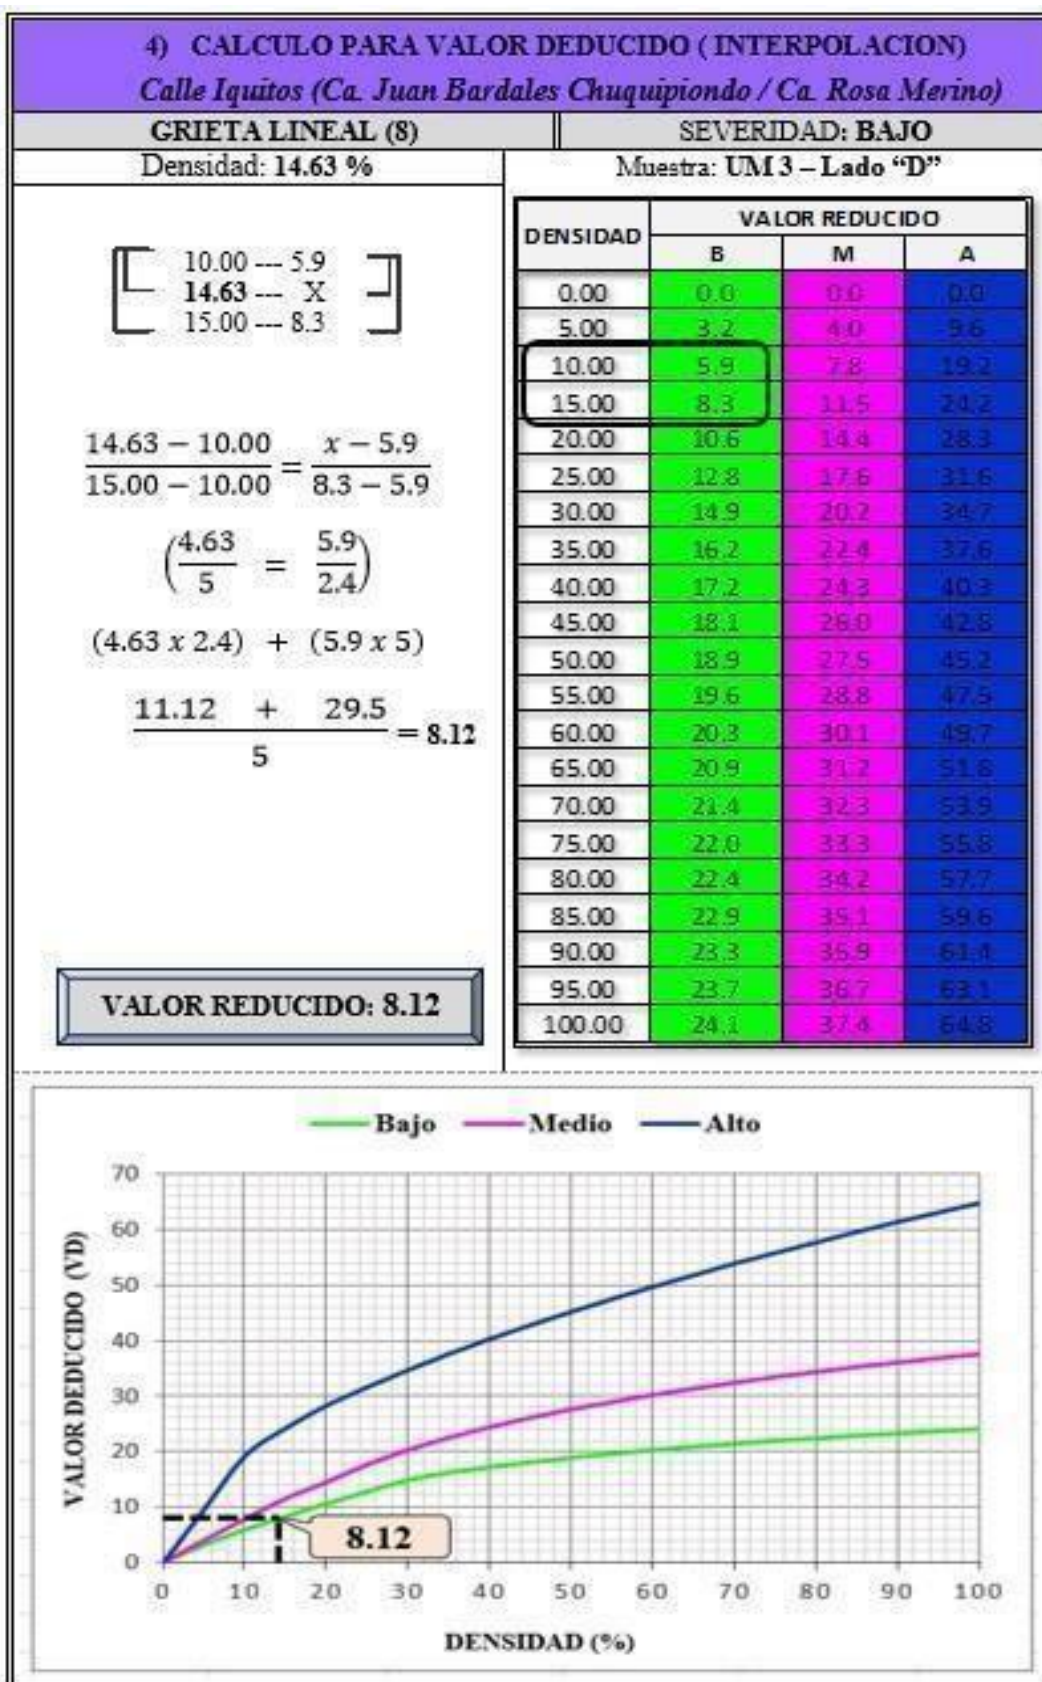 4) CALCULO PARA VALOR DEDUCIDO ( INTERPOLACION)
Calle Iquitos (Ca. Juan Bardales Chuquipiondo / Ca. Rosa Merino)
GRIETA LINEAL (8) SEVERIDAD: BAJO
Densidad: 14.63 % Muestra: UM 3 – Lado “D”
10.00 --- 5.9
14.63 --- X
15.00 --- 8.3
14.63 − 10.00 / 15.00 − 10.00 = x − 5.9 / 8.3 − 5.9
(4.63 / 5 = 5.9 / 2.4)
(4.63 x 2.4) + (5.9 x 5)
11.12 + 29.5 / 5 = 8.12
VALOR REDUCIDO: 8.12
DENSIDAD VALOR REDUCIDO
B M A
0.00 0.0 0.0 0.0
5.00 3.2 4.0 9.6
10.00 5.9 7.8 19.2
15.00 8.3 11.5 24.2
20.00 10.6 14.4 28.3
25.00 12.8 17.6 31.6
30.00 14.9 20.2 34.7
35.00 16.2 22.4 37.6
40.00 17.2 24.3 40.3
45.00 18.1 26.0 42.8
50.00 18.9 27.5 45.2
55.00 19.6 28.8 47.5
60.00 20.3 30.1 49.7
65.00 20.9 31.2 51.8
70.00 21.4 32.3 53.9
75.00 22.0 33.3 55.8
80.00 22.4 34.2 57.7
85.00 22.9 35.1 59.6
90.00 23.3 35.9 61.4
95.00 23.7 36.7 63.1
100.00 24.1 37.4 64.8
Bajo Medio Alto
VALOR DEDUCIDO (VD)
70
60
50
40
30
20
10
0
8.12
0 10 20 30 40 50 60 70 80 90 100
DENSIDAD (%)